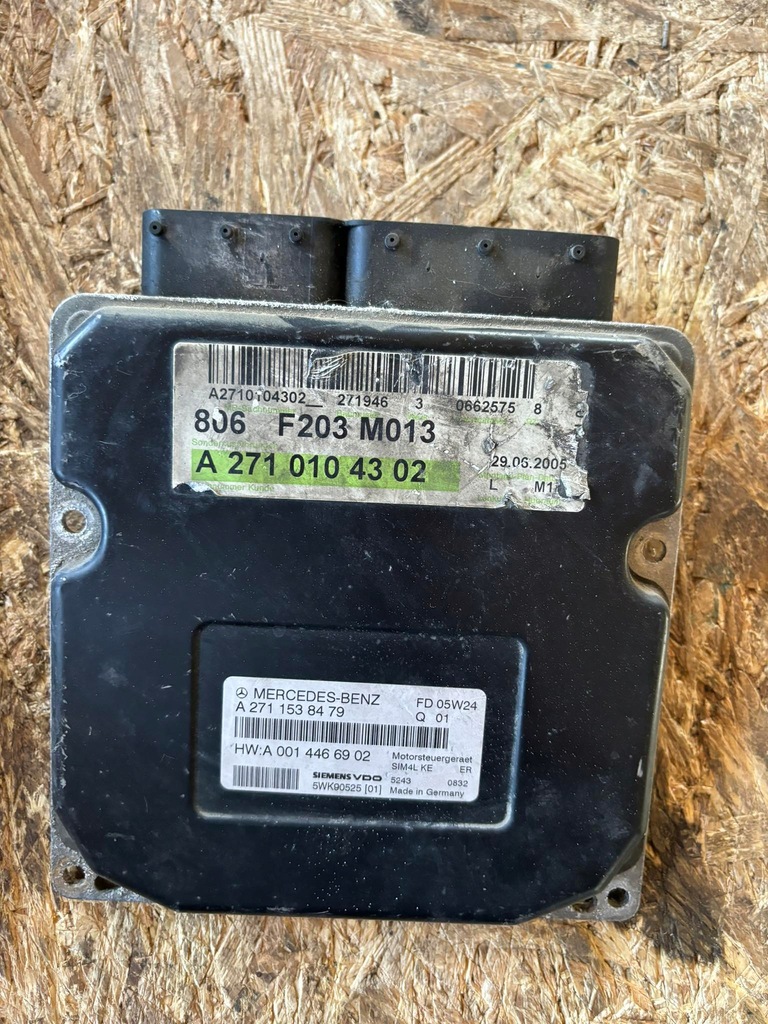 A2710104302__ 271946 3 0662575 8
806 F203 M013
A 271 010 43 02
29.06.2005
L M1
MERCEDES-BENZ
A 271 153 84 79
FD 05W24
Q 01
HW:A 001 446 69 02
Motorsteuergeraet
SIM4L KE ER
SIEMENS VDO
5243 0832
5WK90525 [01] Made in Germany